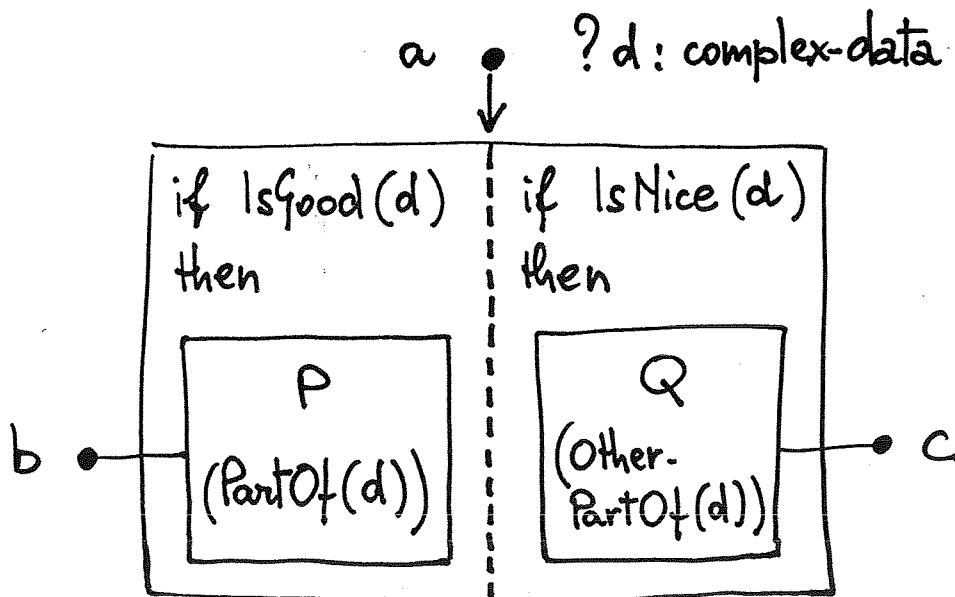 a ? d : complex-data
if IsGood (d)
then
if IsNice (d)
then
b
P
(PartOf(d))
Q
(Other-
PartOf(d))
c